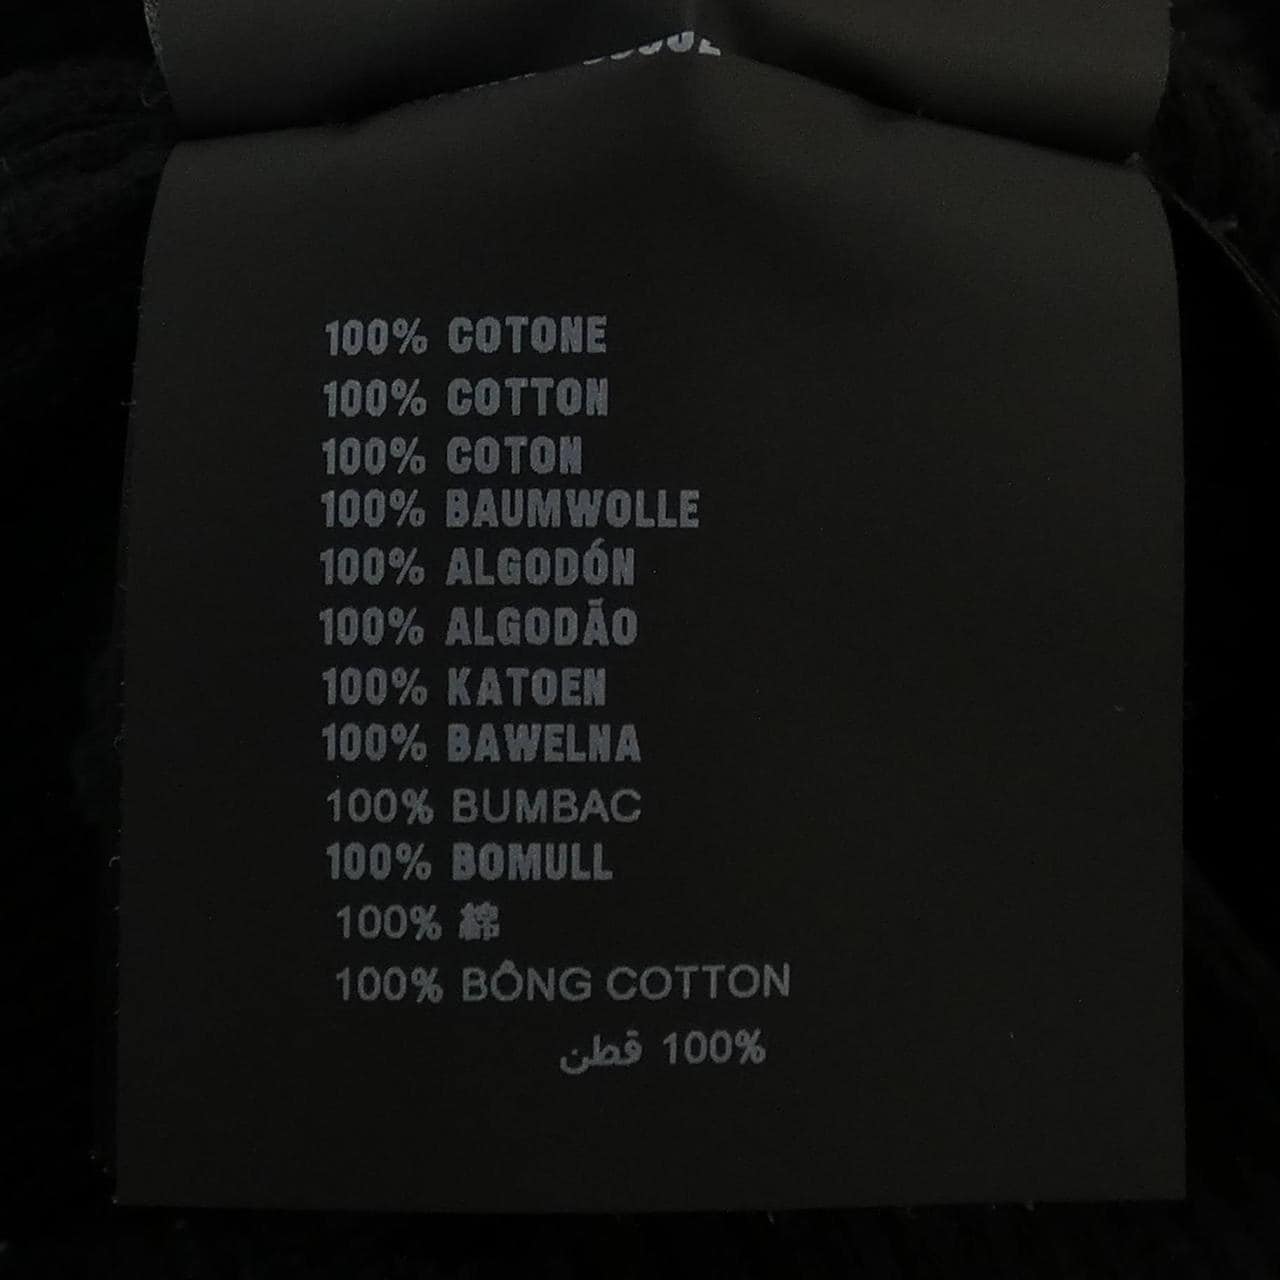 100% COTONE
100% COTTON
100% COTON
100% BAUMWOLLE
100% ALGODÓN
100% ALGODÃO
100% KATOEN
100% BAWELNA
100% BUMBAC
100% BOMULL
100% 綿
100% BÔNG COTTON
100% قطن